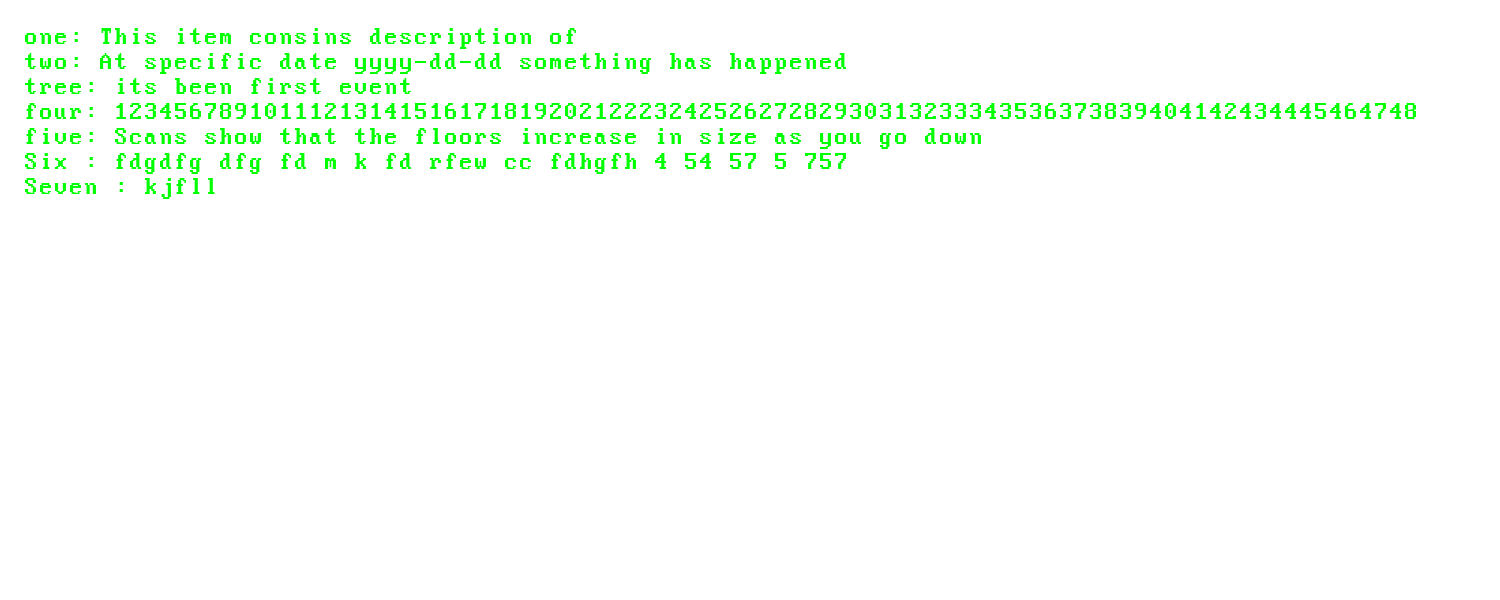 one: This item consins description of
two: At specific date yyyy-dd-dd something has happened
tree: its been first event
four: 123456789101112131415161718192021222324252627282930313233343536373839404142434445464748
five: Scans show that the floors increase in size as you go down
Six : fdgdfg dfg fd m k fd rfew cc fdhgfh 4 54 57 5 757
Seven : kjfll